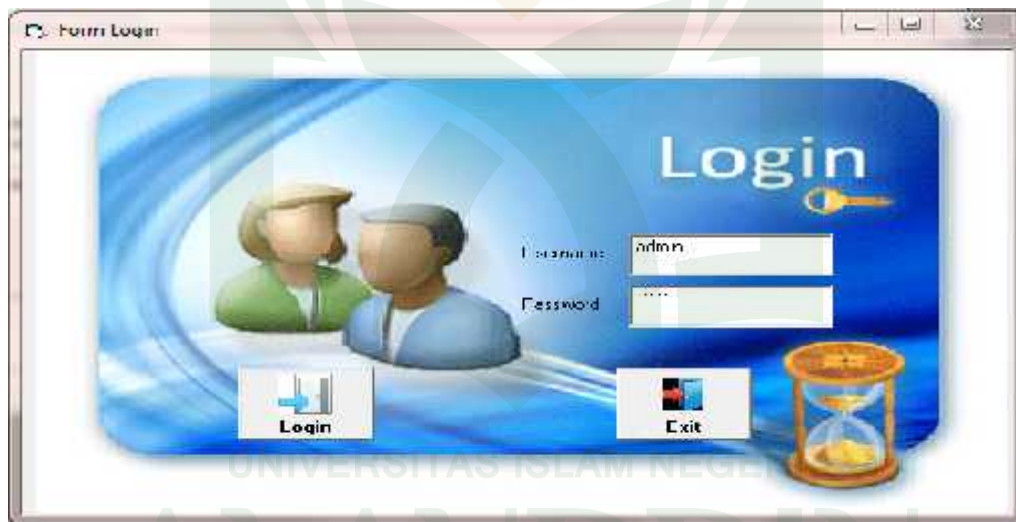 Form Login
Login
Username admin
Password .....
Login Exit
UNIVERSITAS ISLAM NEGERI